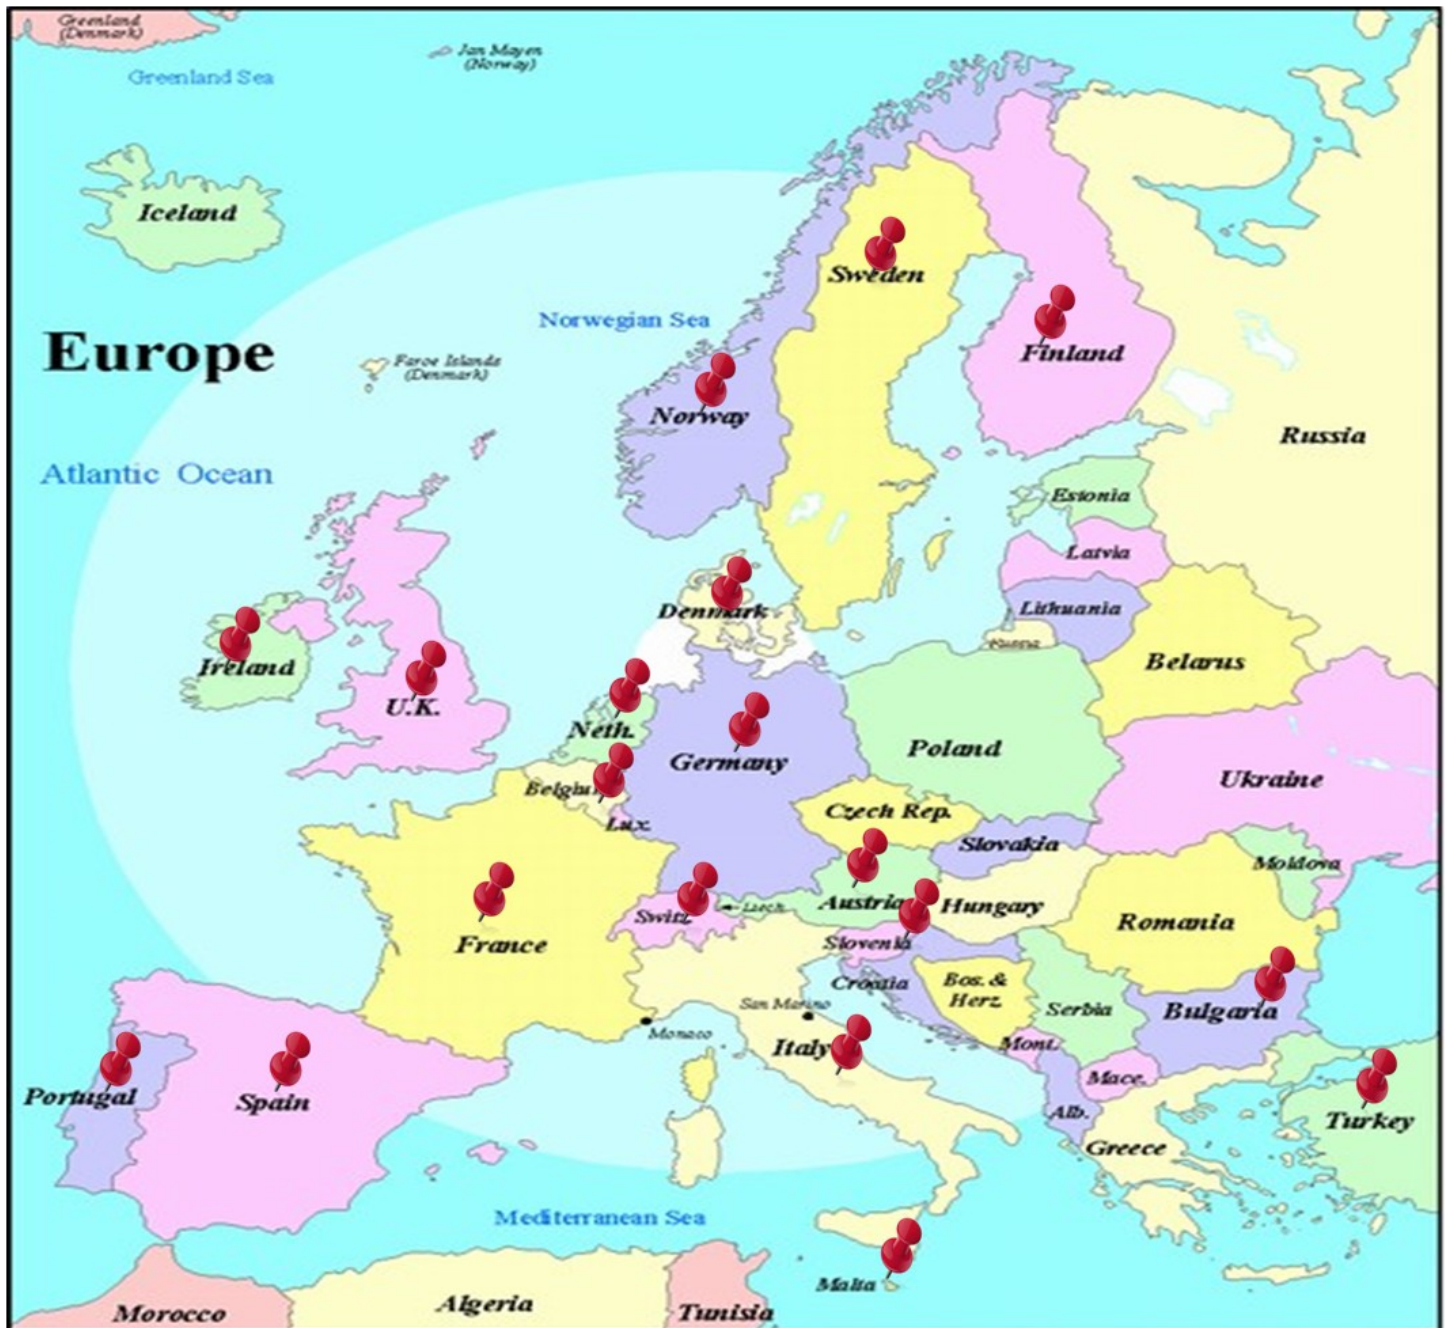 Greenland
(Denmark)
Jan Mayen
(Norway)
Greenland Sea
Iceland
Sweden
Norwegian Sea
Finland
Europe
Faroe Islands
(Denmark)
Norway
Russia
Atlantic Ocean
Estonia
Latvia
Denmark
Lithuania
Russia
Ireland
Belarus
U.K.
Neth.
Poland
Germany
Ukraine
Belgiu
Czech Rep.
Lux.
Slovakia
Moldova
Austria
Liech.
Hungary
Switz
Romania
France
Slovenia
Croatia
Bos. &
Herz.
San Marino
Serbia
Bulgaria
Monaco
Italy
Mont.
Mace.
Portugal
Spain
Alb.
Turkey
Greece
Mediterranean Sea
Malta
Morocco
Algeria
Tunisia